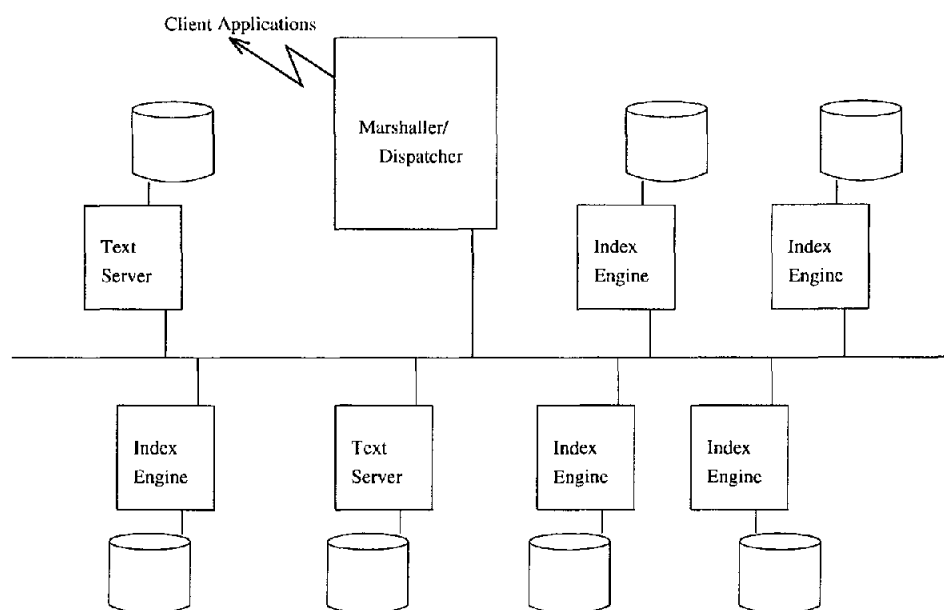 Client Applications
Marshaller/
Dispatcher
Text
Server
Index
Engine
Index
Engine
Index
Engine
Text
Server
Index
Engine
Index
Engine